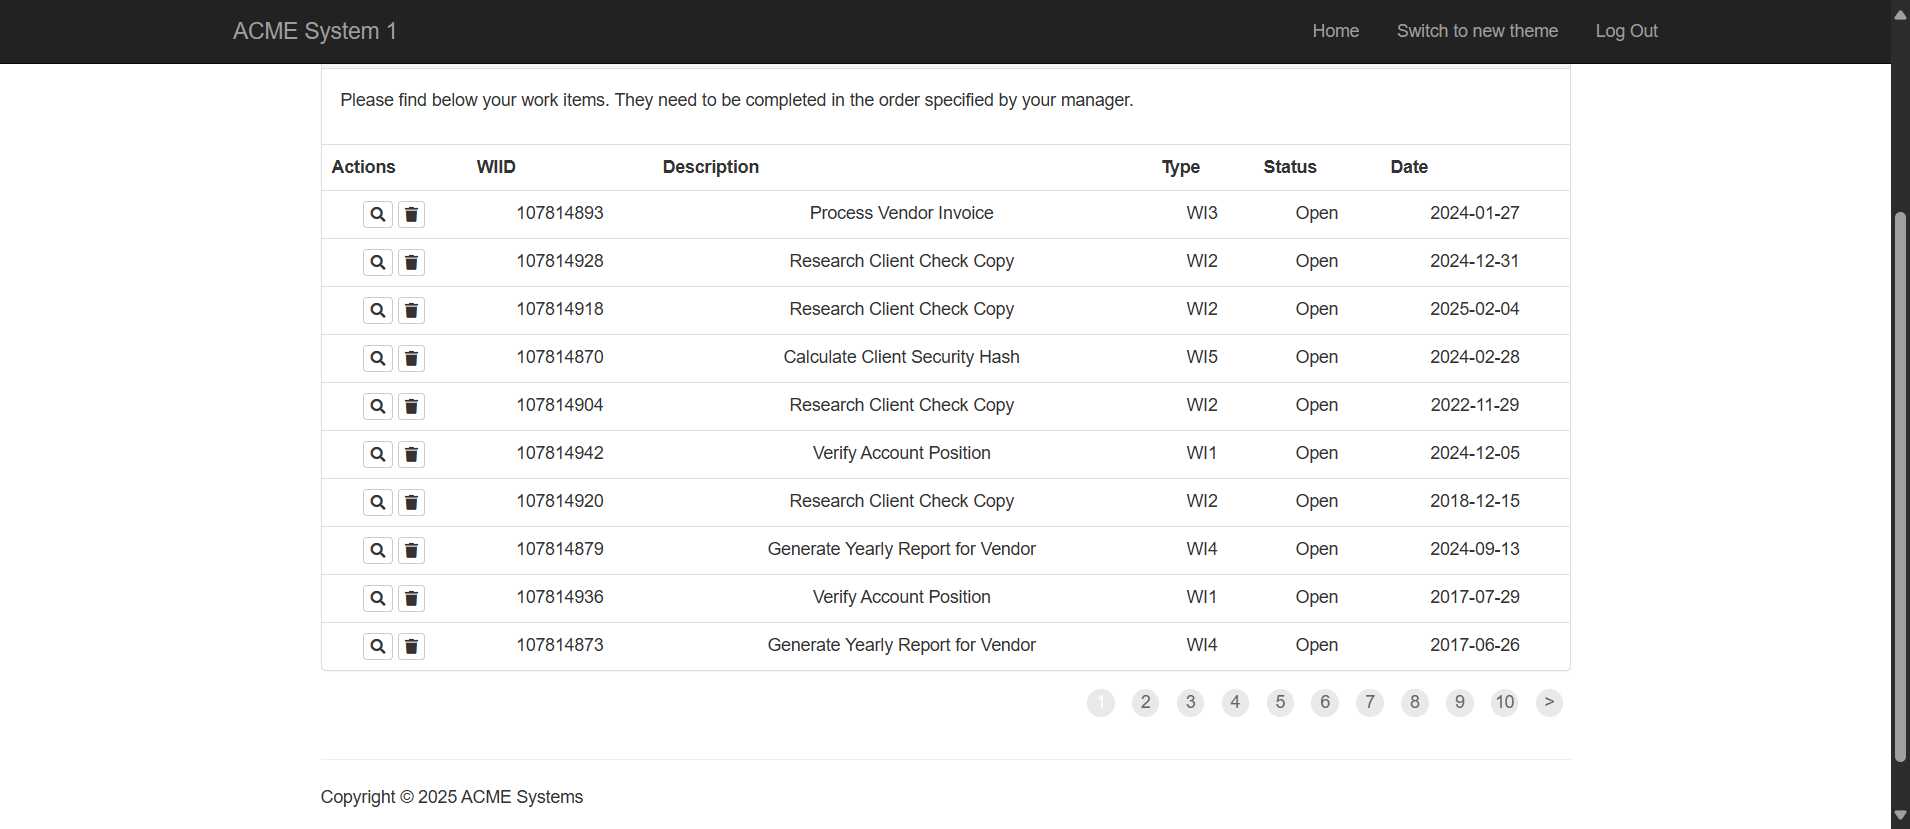 ACME System 1 Home Switch to new theme Log Out
Please find below your work items. They need to be completed in the order specified by your manager.
Actions WIID Description Type Status Date
107814893 Process Vendor Invoice WI3 Open 2024-01-27
107814928 Research Client Check Copy WI2 Open 2024-12-31
107814918 Research Client Check Copy WI2 Open 2025-02-04
107814870 Calculate Client Security Hash WI5 Open 2024-02-28
107814904 Research Client Check Copy WI2 Open 2022-11-29
107814942 Verify Account Position WI1 Open 2024-12-05
107814920 Research Client Check Copy WI2 Open 2018-12-15
107814879 Generate Yearly Report for Vendor WI4 Open 2024-09-13
107814936 Verify Account Position WI1 Open 2017-07-29
107814873 Generate Yearly Report for Vendor WI4 Open 2017-06-26
1 2 3 4 5 6 7 8 9 10 >
Copyright © 2025 ACME Systems